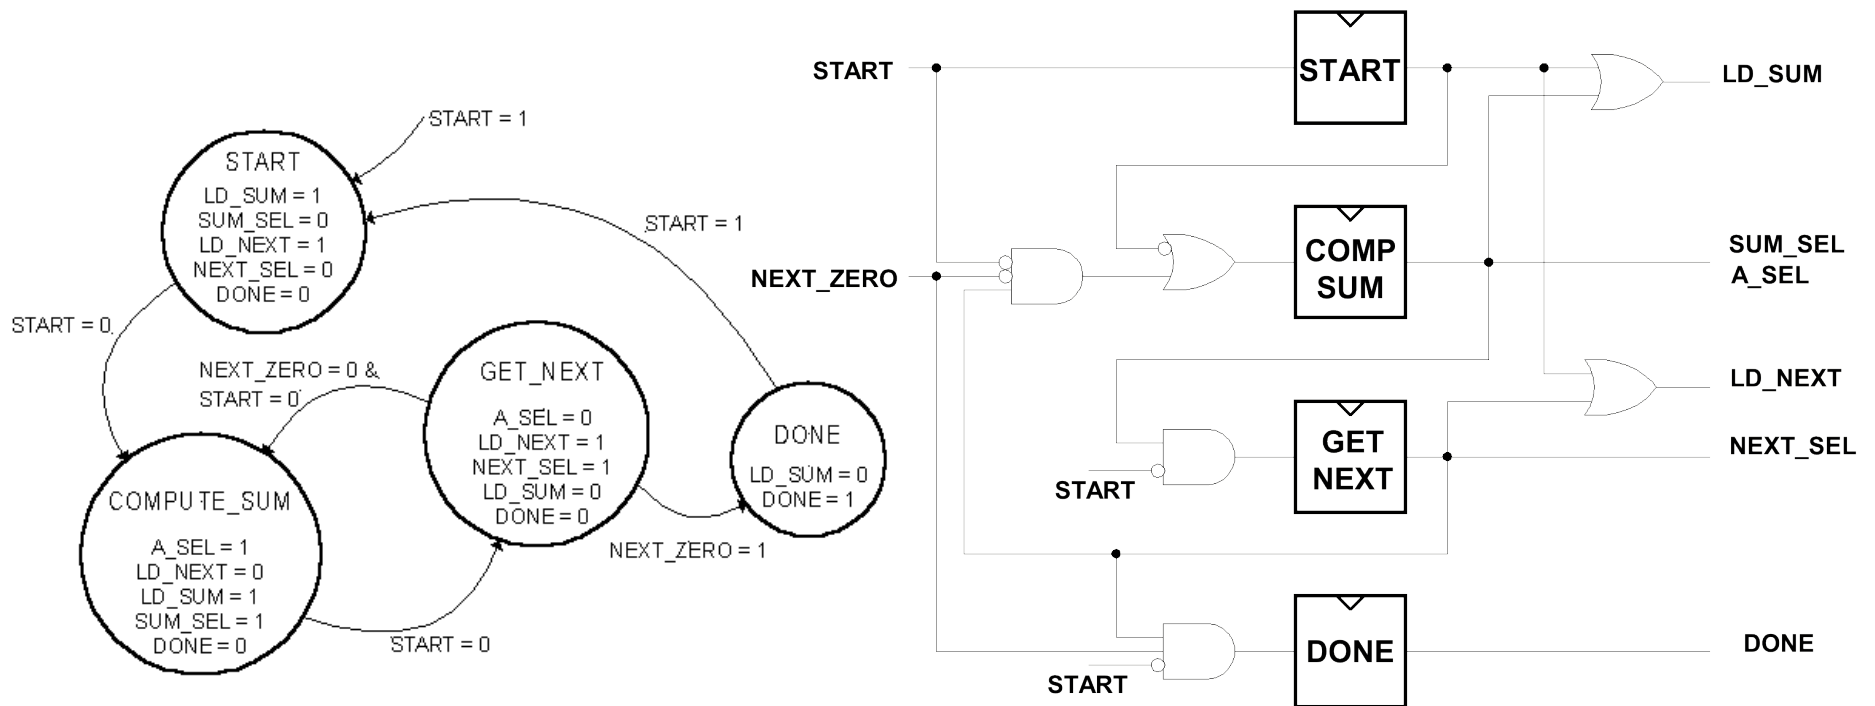 START = 1
START
LD_SUM = 1
SUM_SEL = 0
LD_NEXT = 1
NEXT_SEL = 0
DONE = 0
START = 1
START = 0
NEXT_ZERO = 0 &
START = 0
GET_NEXT
A_SEL = 0
LD_NEXT = 1
NEXT_SEL = 1
LD_SUM = 0
DONE = 0
DONE
LD_SUM = 0
DONE = 1
COMPUTE_SUM
A_SEL = 1
LD_NEXT = 0
LD_SUM = 1
SUM_SEL = 1
DONE = 0
NEXT_ZERO = 1
START = 0
START
START
LD_SUM
NEXT_ZERO
COMP
SUM
SUM_SEL
A_SEL
LD_NEXT
START
GET
NEXT
NEXT_SEL
START
DONE
DONE